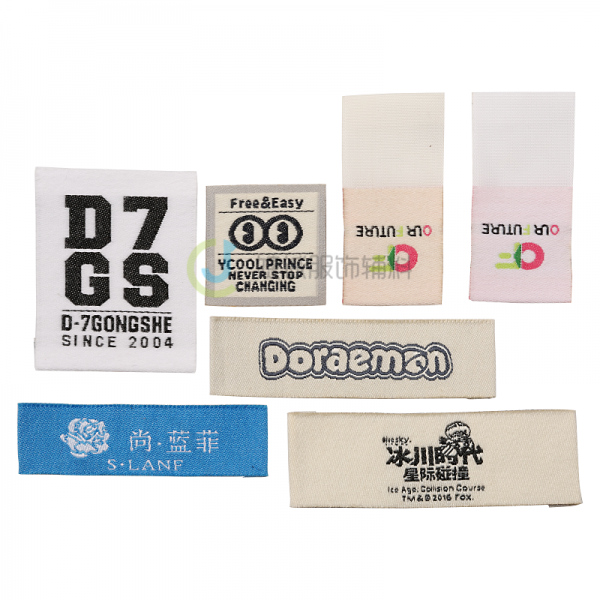 D7
GS
D-7GONGSHE
SINCE 2004
Free&Easy
YCOOL PRINCE
NEVER STOP
CHANGING
OUR FUTURE
OUR FUTURE
Doraemon
尚·蓝菲
S·LANF
冰川时代
星际碰撞
Ice Age: Collision Course
TM & © 2016 FOX.
服饰辅料